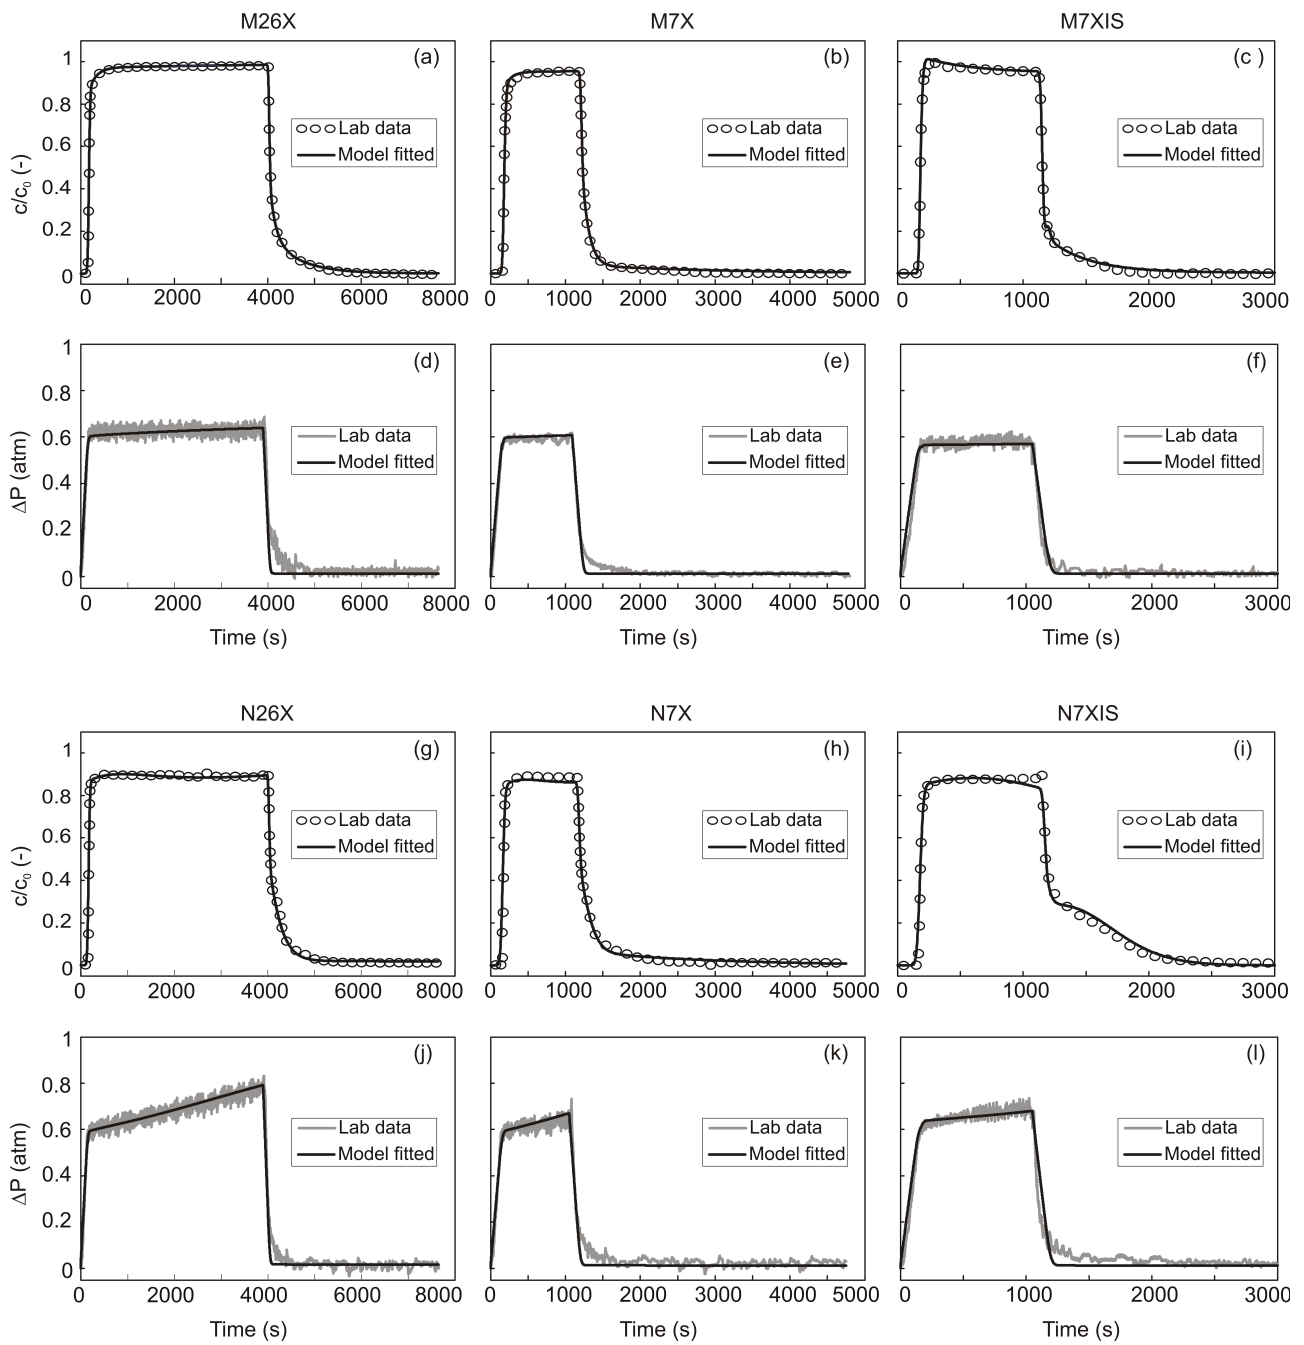 M26X M7X M7XIS
(a) (b) (c )
1
0.8
0.6
0.4
0.2
0
c/c₀ (-)
Lab data Lab data Lab data
Model fitted Model fitted Model fitted
0 2000 4000 6000 8000 0 1000 2000 3000 4000 5000 0 1000 2000 3000
(d) (e) (f)
1
0.8
0.6
0.4
0.2
0
ΔP (atm)
Lab data Lab data Lab data
Model fitted Model fitted Model fitted
0 2000 4000 6000 8000 0 1000 2000 3000 4000 5000 0 1000 2000 3000
Time (s) Time (s) Time (s)
N26X N7X N7XIS
(g) (h) (i)
1
0.8
0.6
0.4
0.2
0
c/c₀ (-)
Lab data Lab data Lab data
Model fitted Model fitted Model fitted
0 2000 4000 6000 8000 0 1000 2000 3000 4000 5000 0 1000 2000 3000
(j) (k) (l)
1
0.8
0.6
0.4
0.2
0
ΔP (atm)
Lab data Lab data Lab data
Model fitted Model fitted Model fitted
0 2000 4000 6000 8000 0 1000 2000 3000 4000 5000 0 1000 2000 3000
Time (s) Time (s) Time (s)